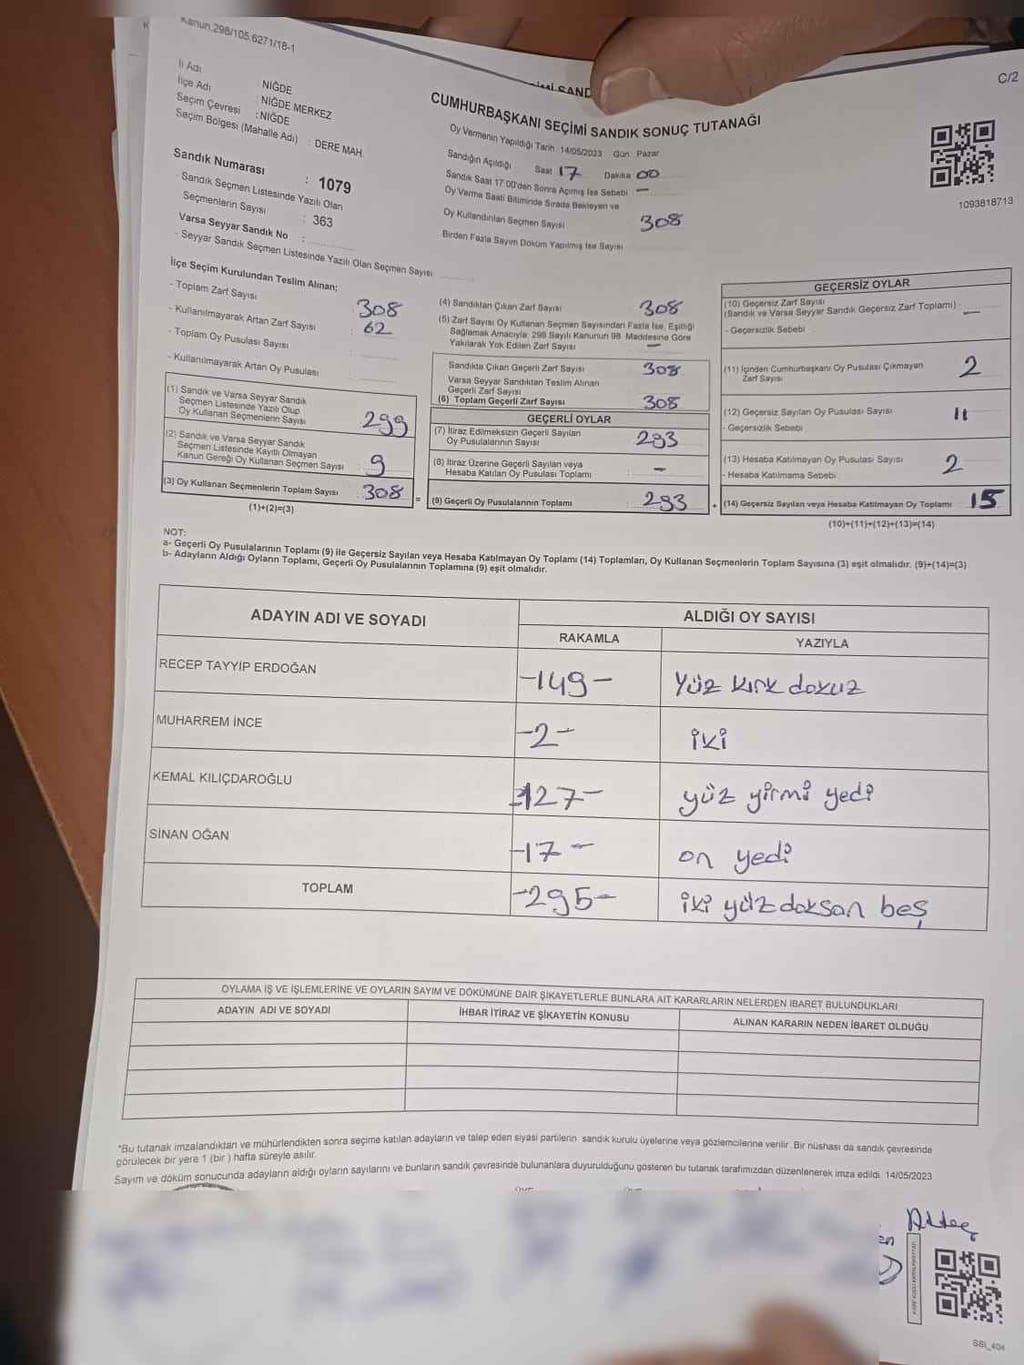 Kanun.298/105.6271/18-1
C/2
İl Adı NİĞDE
İlçe Adı : NİĞDE MERKEZ
Seçim Çevresi : NİĞDE
Seçim Bölgesi (Mahalle Adı) : DERE MAH.
Sandık Numarası : 1079
- Sandık Seçmen Listesinde Yazılı Olan
Seçmenlerin Sayısı : 363
Varsa Seyyar Sandık No :
- Seyyar Sandık Seçmen Listesinde Yazılı Olan Seçmen Sayısı
CUMHURBAŞKANI SEÇİMİ SANDIK SONUÇ TUTANAĞI
Oy Vermenin Yapıldığı Tarih 14/05/2023 Gün Pazar
Sandığın Açıldığı Saat 17 Dakika 00
Sandık Saat 17:00'den Sonra Açılmış İse Sebebi —
Oy Verme Saati Bitiminde Sırada Bekleyen ve
Oy Kullandırılan Seçmen Sayısı 308
Birden Fazla Sayım Döküm Yapılmış İse Sayısı
1093818713
İlçe Seçim Kurulundan Teslim Alınan;
- Toplam Zarf Sayısı 308
- Kullanılmayarak Artan Zarf Sayısı 62
- Toplam Oy Pusulası Sayısı
- Kullanılmayarak Artan Oy Pusulası
(1) Sandık ve Varsa Seyyar Sandık
Seçmen Listesinde Yazılı Olup
Oy Kullanan Seçmenlerin Sayısı 299
(2) Sandık ve Varsa Seyyar Sandık
Seçmen Listesinde Kayıtlı Olmayan
Kanun Gereği Oy Kullanan Seçmen Sayısı 9
(3) Oy Kullanan Seçmenlerin Toplam Sayısı 308
(1)+(2)=(3)
(4) Sandıktan Çıkan Zarf Sayısı 308
(5) Zarf Sayısı Oy Kullanan Seçmen Sayısından Fazla İse, Eşitliği
Sağlamak Amacıyla; 298 Sayılı Kanunun 98. Maddesine Göre
Yakılarak Yok Edilen Zarf Sayısı —
Sandıkta Çıkan Geçerli Zarf Sayısı 308
Varsa Seyyar Sandıktan Teslim Alınan
Geçerli Zarf Sayısı
(6) Toplam Geçerli Zarf Sayısı 308
GEÇERLİ OYLAR
(7) İtiraz Edilmeksizin Geçerli Sayılan
Oy Pusulalarının Sayısı 293
(8) İtiraz Üzerine Geçerli Sayılan veya
Hesaba Katılan Oy Pusulası Toplamı —
(9) Geçerli Oy Pusulalarının Toplamı 293
GEÇERSİZ OYLAR
(10) Geçersiz Zarf Sayısı
(Sandık ve Varsa Seyyar Sandık Geçersiz Zarf Toplamı) : —
- Geçersizlik Sebebi
(11) İçinden Cumhurbaşkanı Oy Pusulası Çıkmayan
Zarf Sayısı 2
(12) Geçersiz Sayılan Oy Pusulası Sayısı 11
- Geçersizlik Sebebi
(13) Hesaba Katılmayan Oy Pusulası Sayısı 2
- Hesaba Katılmama Sebebi
(14) Geçersiz Sayılan veya Hesaba Katılmayan Oy Toplamı 15
(10)+(11)+(12)+(13)=(14)
NOT:
a- Geçerli Oy Pusulalarının Toplamı (9) ile Geçersiz Sayılan veya Hesaba Katılmayan Oy Toplamı (14) Toplamları, Oy Kullanan Seçmenlerin Toplam Sayısına (3) eşit olmalıdır. (9)+(14)=(3)
b- Adayların Aldığı Oyların Toplamı, Geçerli Oy Pusulalarının Toplamına (9) eşit olmalıdır.
ADAYIN ADI VE SOYADI ALDIĞI OY SAYISI
RAKAMLA YAZIYLA
RECEP TAYYİP ERDOĞAN -149- Yüz kırk dokuz
MUHARREM İNCE -2- iki
KEMAL KILIÇDAROĞLU -127- yüz yirmi yedi
SİNAN OĞAN -17- on yedi
TOPLAM -295- iki yüz doksan beş
OYLAMA İŞ VE İŞLEMLERİNE VE OYLARIN SAYIM VE DÖKÜMÜNE DAİR ŞİKAYETLERLE BUNLARA AİT KARARLARIN NELERDEN İBARET BULUNDUKLARI
ADAYIN ADI VE SOYADI İHBAR İTİRAZ VE ŞİKAYETİN KONUSU ALINAN KARARIN NEDEN İBARET OLDUĞU
*Bu tutanak imzalandıktan ve mühürlendikten sonra seçime katılan adayların ve talep eden siyasi partilerin sandık kurulu üyelerine veya gözlemcilerine verilir. Bir nüshası da sandık çevresinde
görülecek bir yere 1 (bir) hafta süreyle asılır.
Sayım ve döküm sonucunda adayların aldığı oyların sayılarını ve bunların sandık çevresinde bulunanlara duyurulduğunu gösteren bu tutanak tarafımızdan düzenlenerek imza edildi. 14/05/2023
SSI_404